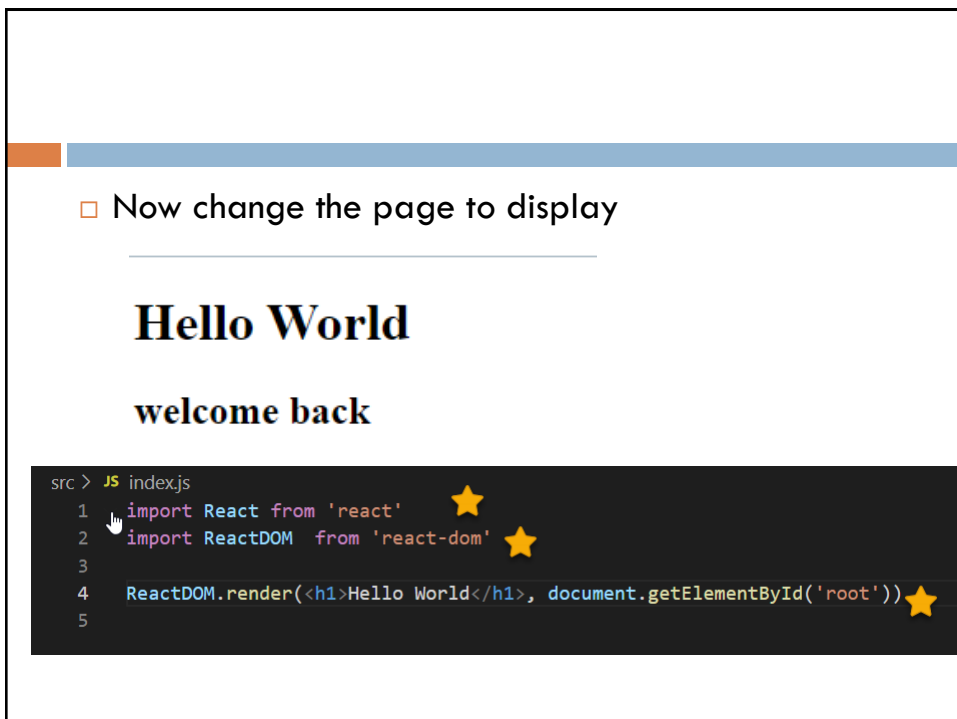 Now change the page to display
Hello World
welcome back
src > JS index.js
1 import React from 'react'
2 import ReactDOM  from 'react-dom'
3
4 ReactDOM.render(<h1>Hello World</h1>, document.getElementById('root'))
5